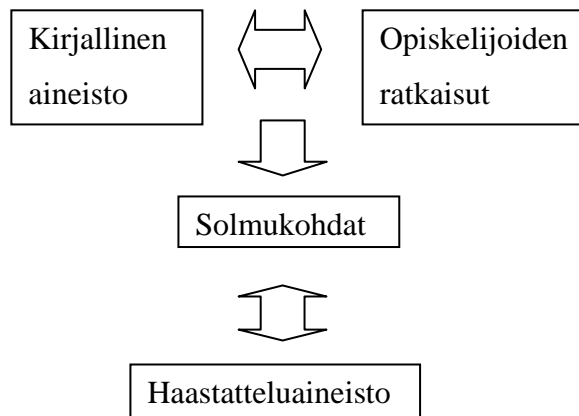 Kirjallinen
aineisto
Opiskelijoiden
ratkaisut
Solmukohdat
Haastatteluaineisto